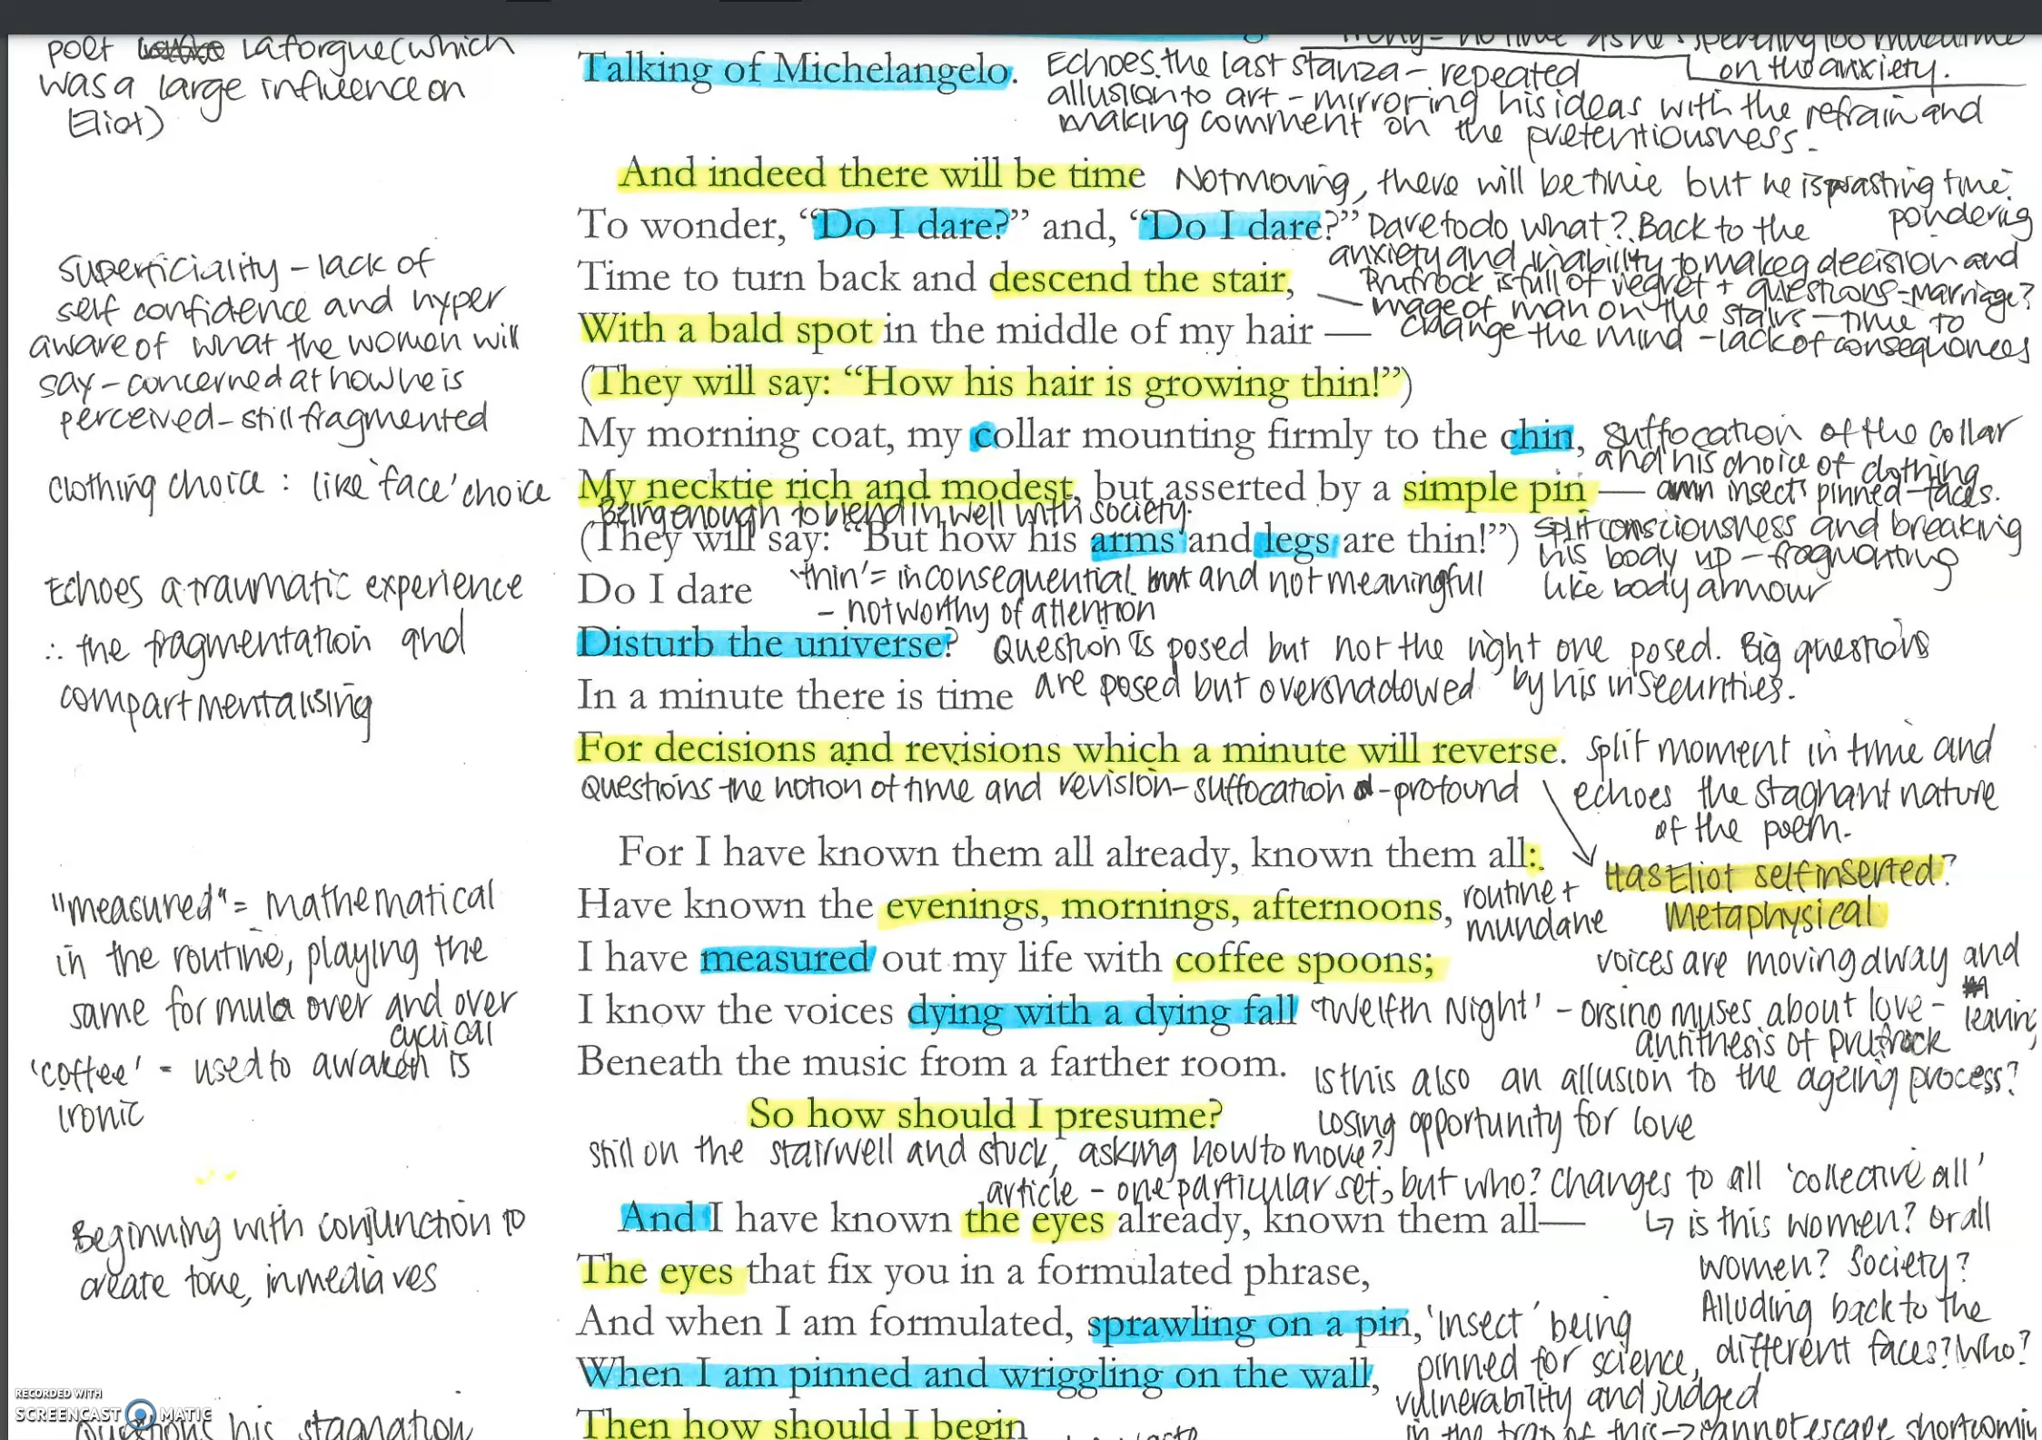 poet Laforgue (which
was a large influence on
Eliot)
on the anxiety.
Talking of Michelangelo.
Echoes the last stanza - repeated
allusion to art - mirroring his ideas with the refrain and
making comment on the pretentiousness.
And indeed there will be time
Not moving, there will be time but he is wasting time.
pondering
To wonder, “Do I dare?” and, “Do I dare?”
Dare to do what? Back to the
anxiety and inability to make a decision and
Prufrock is full of regret + questions - marriage?
Time to turn back and descend the stair,
image of man on the stairs - time to
change the mind - lack of consequences
With a bald spot in the middle of my hair —
(They will say: “How his hair is growing thin!”)
superficiality - lack of
self confidence and hyper
aware of what the women will
say - concerned at how he is
perceived - still fragmented
My morning coat, my collar mounting firmly to the chin,
suffocation of the collar
and his choice of clothing
clothing choice : like 'face' choice
My necktie rich and modest, but asserted by a simple pin —
insects pinned - faces.
Being enough to blend in well with society.
(They will say: “But how his arms and legs are thin!”)
split consciousness and breaking
his body up - fragmenting
like body armour
Do I dare
'thin' = inconsequential and not meaningful
- not worthy of attention
Echoes a traumatic experience
∴ the fragmentation and
compartmentalising
Disturb the universe?
Question is posed but not the right one posed. Big questions
are posed but overshadowed by his insecurities.
In a minute there is time
For decisions and revisions which a minute will reverse.
split moment in time and
echoes the stagnant nature
of the poem.
Questions the notion of time and revision - suffocation - profound
Has Eliot self inserted?
Metaphysical
For I have known them all already, known them all:
Have known the evenings, mornings, afternoons,
routine +
mundane
I have measured out my life with coffee spoons;
"measured" = mathematical
in the routine, playing the
same formula over and over
cyclical
'coffee' - used to awaken is
ironic
voices are moving away and
leaving
I know the voices dying with a dying fall
'Twelfth Night' - Orsino muses about love -
antithesis of Prufrock
Beneath the music from a farther room.
Is this also an allusion to the ageing process?
Losing opportunity for love
So how should I presume?
still on the stairwell and stuck, asking how to move?
article - one particular set, but who? Changes to all 'collective all'
And I have known the eyes already, known them all—
↳ is this women? Or all
women? Society?
Alluding back to the
different faces? Who?
Beginning with conjunction to
create tone, in media res
The eyes that fix you in a formulated phrase,
And when I am formulated, sprawling on a pin,
'insect' being
pinned for science,
vulnerability and judged
When I am pinned and wriggling on the wall,
in the trap of this → cannot escape
RECORDED WITH
SCREENCAST MATIC
Questions his stagnation
Then how should I begin